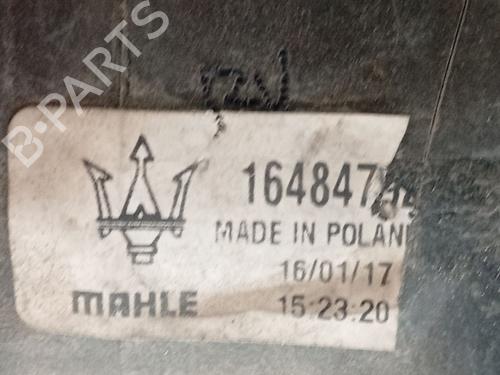 B-PARTS
164847
MADE IN POLAN
16/01/17
MAHLE
15:23:20